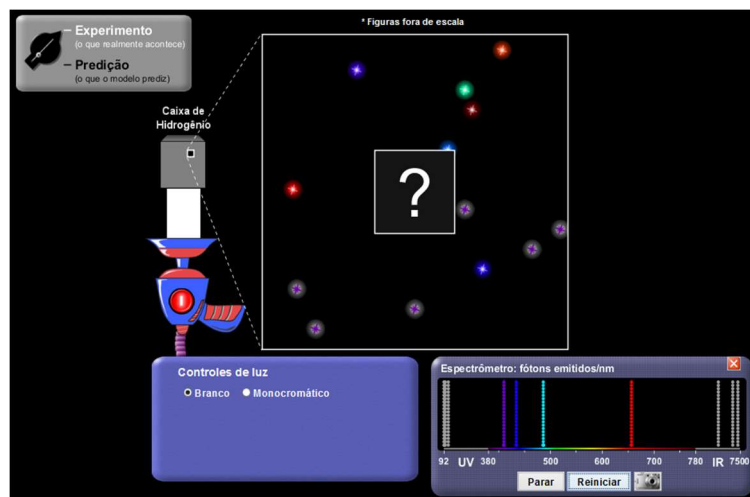 * Figuras fora de escala
Experimento
(o que realmente acontece)
Predição
(o que o modelo prediz)
Caixa de
Hidrogênio
?
Controles de luz
Branco
Monocromático
Espectrômetro: fótons emitidos/nm
92 UV 380 500 600 700 780 IR 7500
Parar Reiniciar